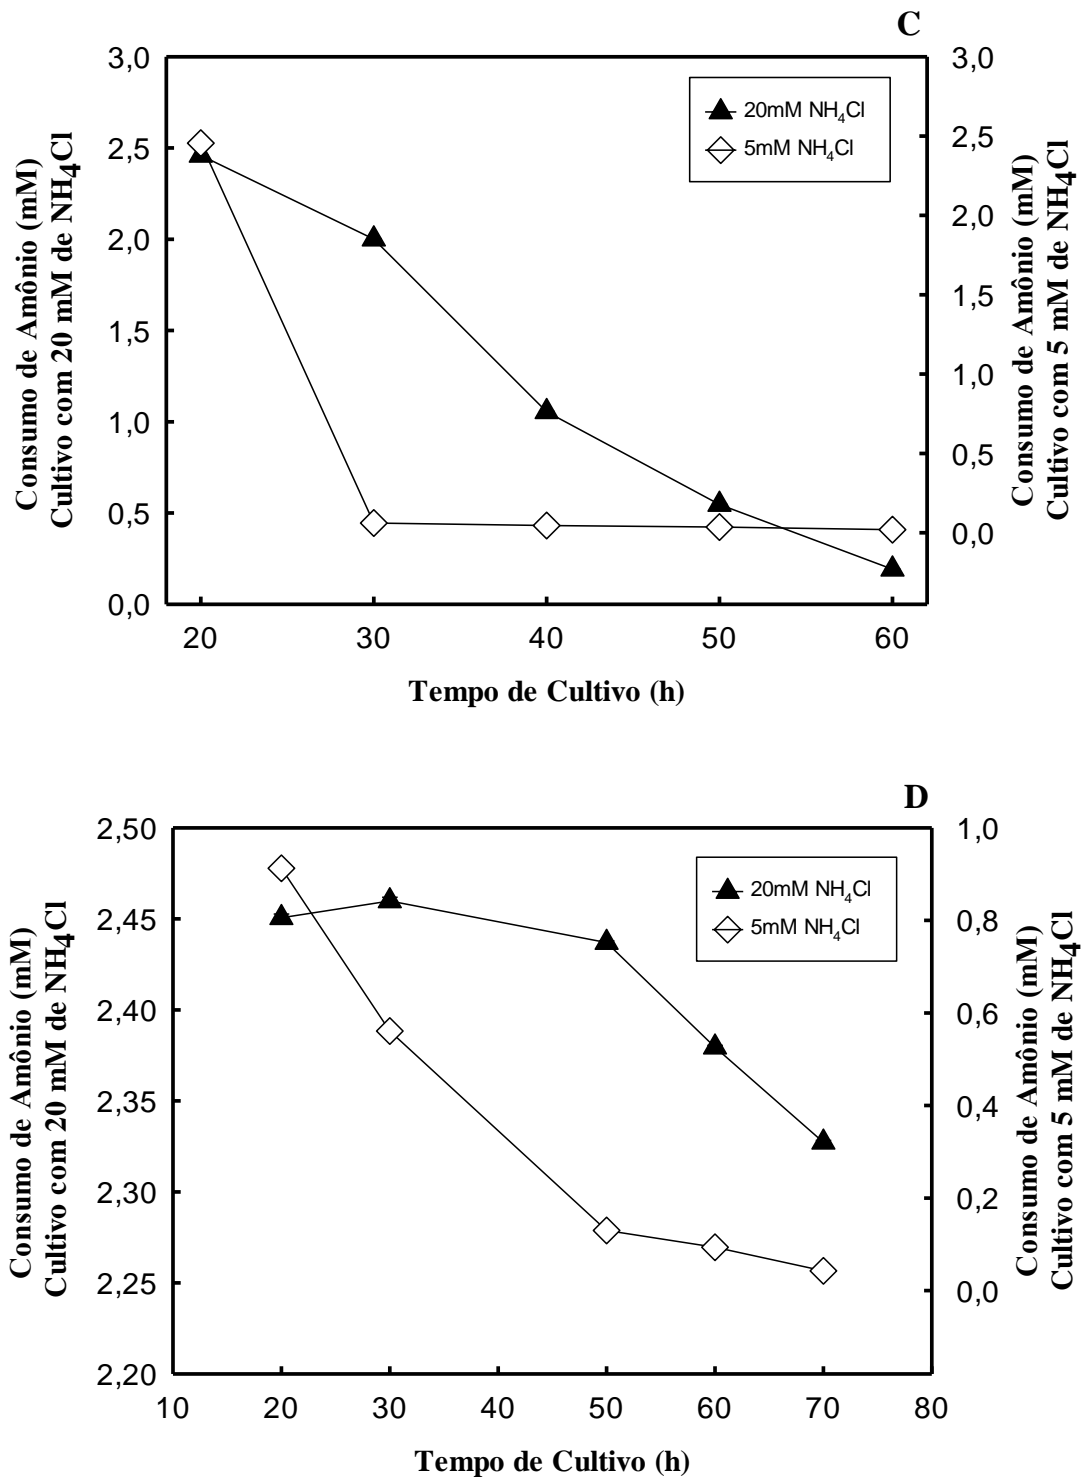 C
3,0
2,5
2,0
1,5
1,0
0,5
0,0
Consumo de Amônio (mM)
Cultivo com 20 mM de NH4Cl
20mM NH4Cl
5mM NH4Cl
3,0
2,5
2,0
1,5
1,0
0,5
0,0
Consumo de Amônio (mM)
Cultivo com 5 mM de NH4Cl
20 30 40 50 60
Tempo de Cultivo (h)
D
2,50
2,45
2,40
2,35
2,30
2,25
2,20
Consumo de Amônio (mM)
Cultivo com 20 mM de NH4Cl
20mM NH4Cl
5mM NH4Cl
1,0
0,8
0,6
0,4
0,2
0,0
Consumo de Amônio (mM)
Cultivo com 5 mM de NH4Cl
10 20 30 40 50 60 70 80
Tempo de Cultivo (h)